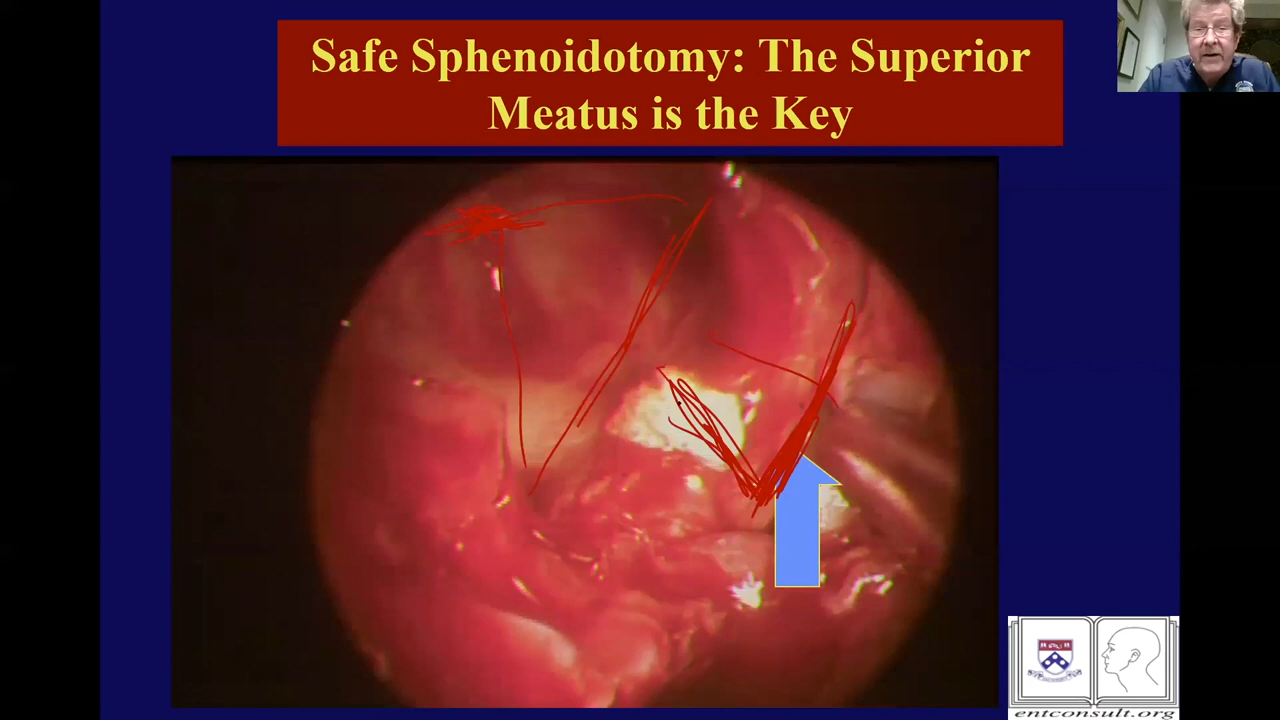 Safe Sphenoidotomy: The Superior
Meatus is the Key
entconsult.org